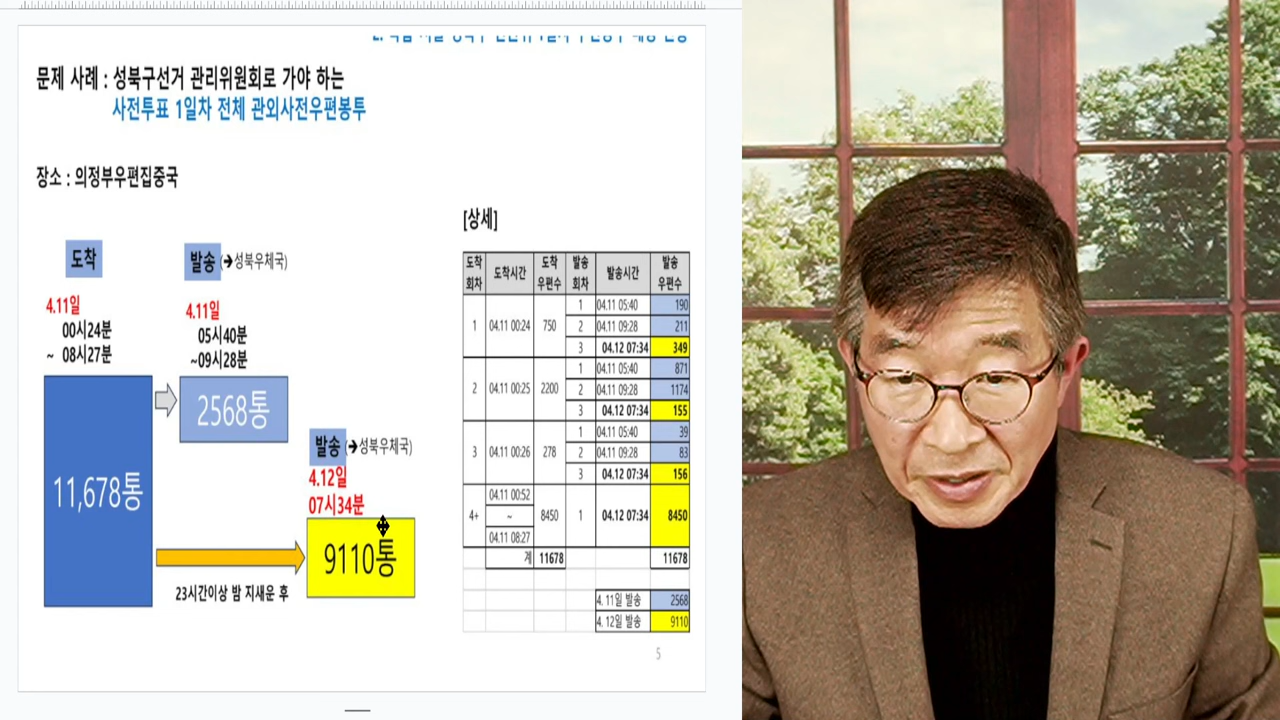 문제 사례 : 성북구선거 관리위원회로 가야 하는
사전투표 1일차 전체 관외사전우편봉투
장소 : 의정부우편집중국
도착
4.11일
00시24분
~ 08시27분
11,678통
발송 (➔성북우체국)
4.11일
05시40분
~09시28분
2568통
발송 (➔성북우체국)
4.12일
07시34분
9110통
23시간이상 밤 지새운 후
[상세]
도착 회차 도착시간 도착 우편수 발송 회차 발송시간 발송 우편수
1 04.11 00:24 750 1 04.11 05:40 190
2 04.11 09:28 211
3 04.12 07:34 349
2 04.11 00:25 2200 1 04.11 05:40 871
2 04.11 09:28 1174
3 04.12 07:34 155
3 04.11 00:26 278 1 04.11 05:40 39
2 04.11 09:28 83
3 04.12 07:34 156
4+ 04.11 00:52 ~ 04.11 08:27 8450 1 04.12 07:34 8450
계 11678 11678
4. 11일 발송 2568
4. 12일 발송 9110
5